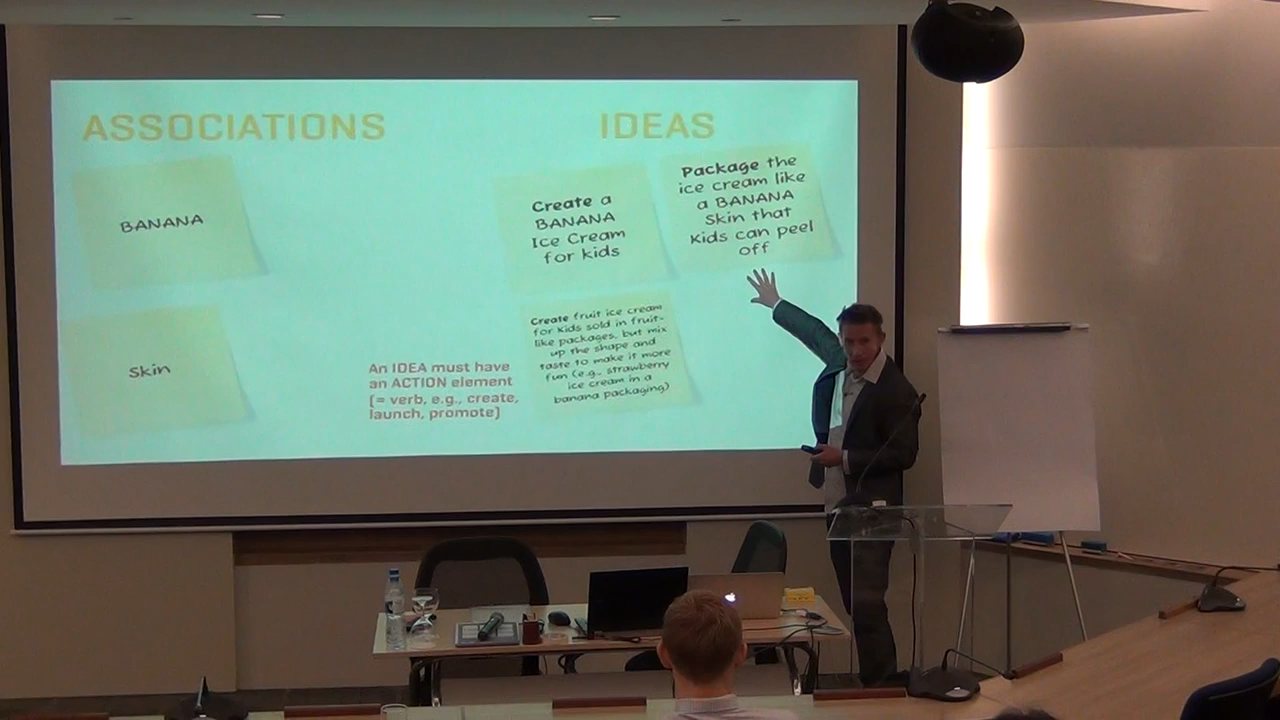 ASSOCIATIONS
IDEAS
BANANA
Skin
Create a
BANANA
Ice Cream
for kids
Package the
ice cream like
a BANANA
Skin that
Kids can peel
off
Create fruit ice cream
for Kids sold in fruit-
like packages, but mix
up the shape and
taste to make it more
fun (e.g., strawberry
ice cream in a
banana packaging)
An IDEA must have
an ACTION element
(= verb, e.g., create,
launch, promote)